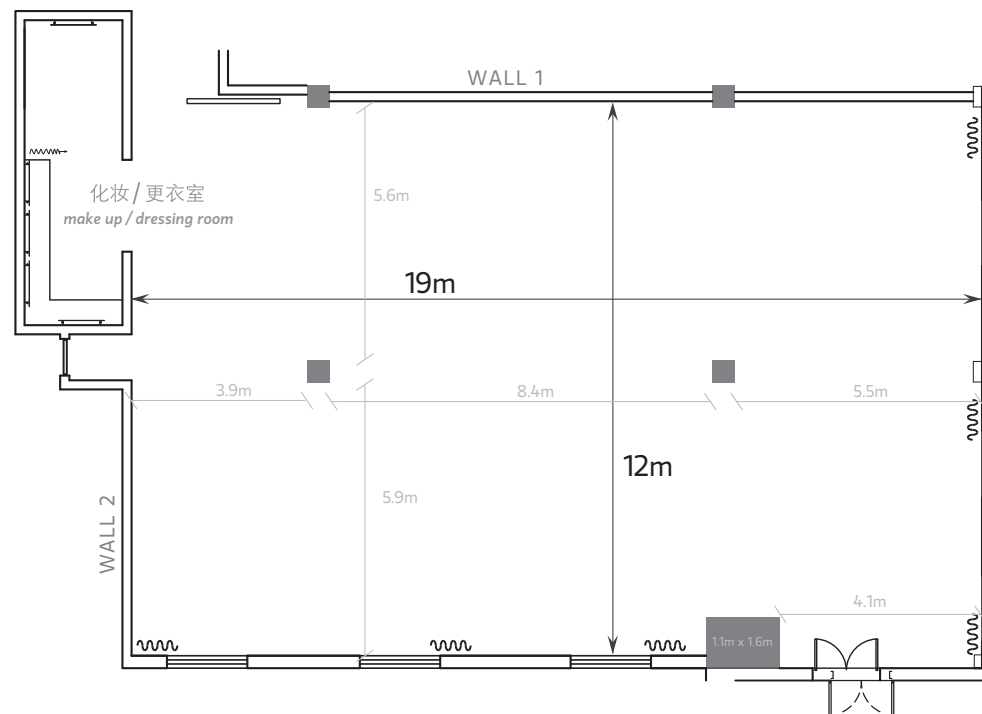 WALL 1
5.6m
化妆/更衣室
make up / dressing room
19m
3.9m
8.4m
5.5m
12m
5.9m
WALL 2
4.1m
1.1m x 1.6m